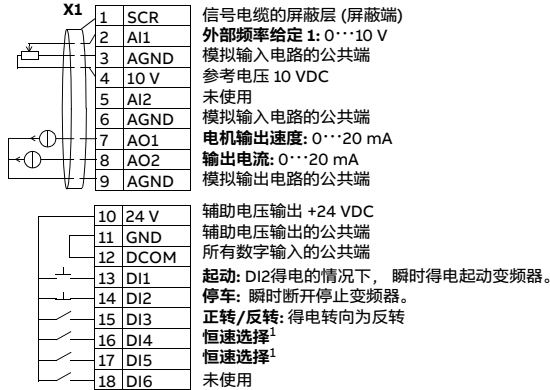 X1
1 SCR 信号电缆的屏蔽层 (屏蔽端)
2 AI1 外部频率给定 1: 0···10 V
3 AGND 模拟输入电路的公共端
4 10 V 参考电压 10 VDC
5 AI2 未使用
6 AGND 模拟输入电路的公共端
7 AO1 电机输出速度: 0···20 mA
8 AO2 输出电流: 0···20 mA
9 AGND 模拟输出电路的公共端
10 24 V 辅助电压输出 +24 VDC
11 GND 辅助电压输出的公共端
12 DCOM 所有数字输入的公共端
13 DI1 起动: DI2得电的情况下， 瞬时得电起动变频器。
14 DI2 停车: 瞬时断开停止变频器。
15 DI3 正转/反转: 得电转向为反转
16 DI4 恒速选择1
17 DI5 恒速选择1
18 DI6 未使用